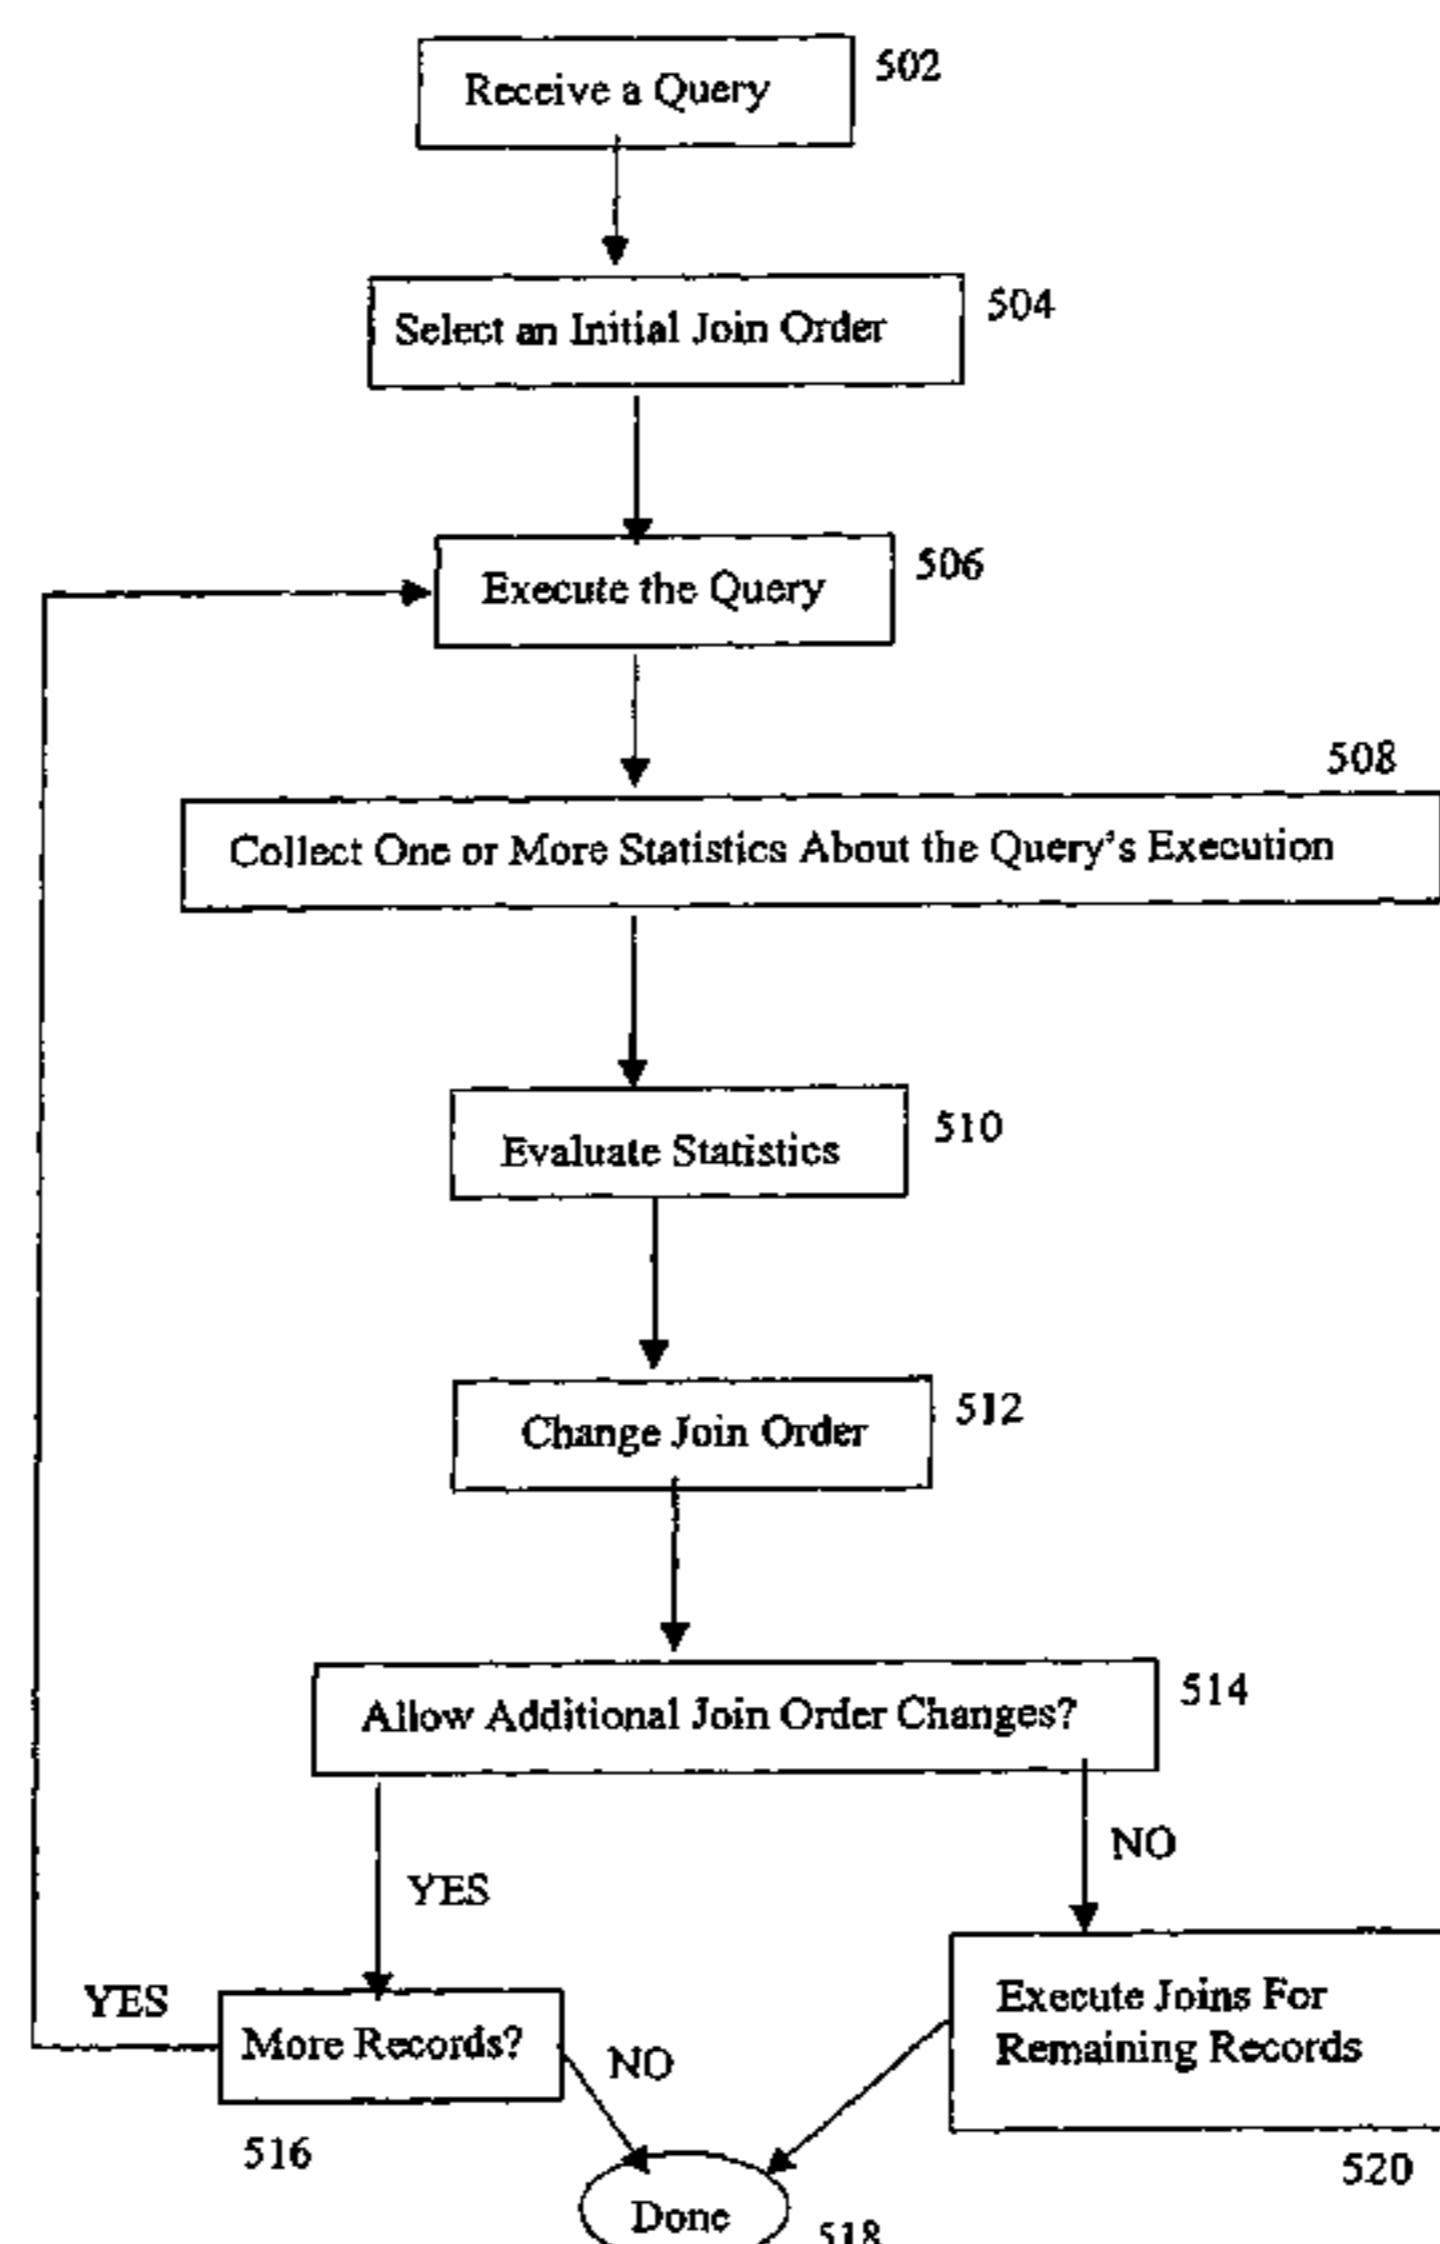 Receive a Query
502
Select an Initial Join Order
504
Execute the Query
506
508
Collect One or More Statistics About the Query's Execution
Evaluate Statistics
510
Change Join Order
512
Allow Additional Join Order Changes?
514
NO
YES
YES
More Records?
NO
Execute Joins For
Remaining Records
516
520
Done
518